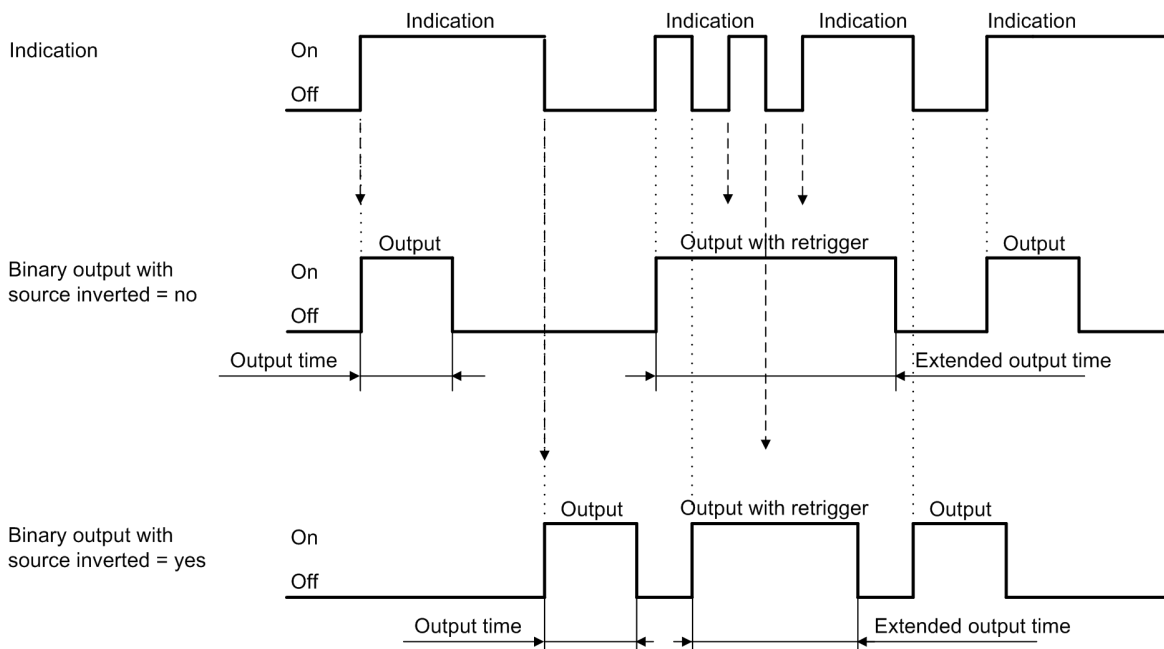 Indication Indication Indication Indication
Indication On
Off
Output Output with retrigger Output
Binary output with
source inverted = no
On
Off
Output time Extended output time
Output Output with retrigger Output
Binary output with
source inverted = yes
On
Off
Output time Extended output time